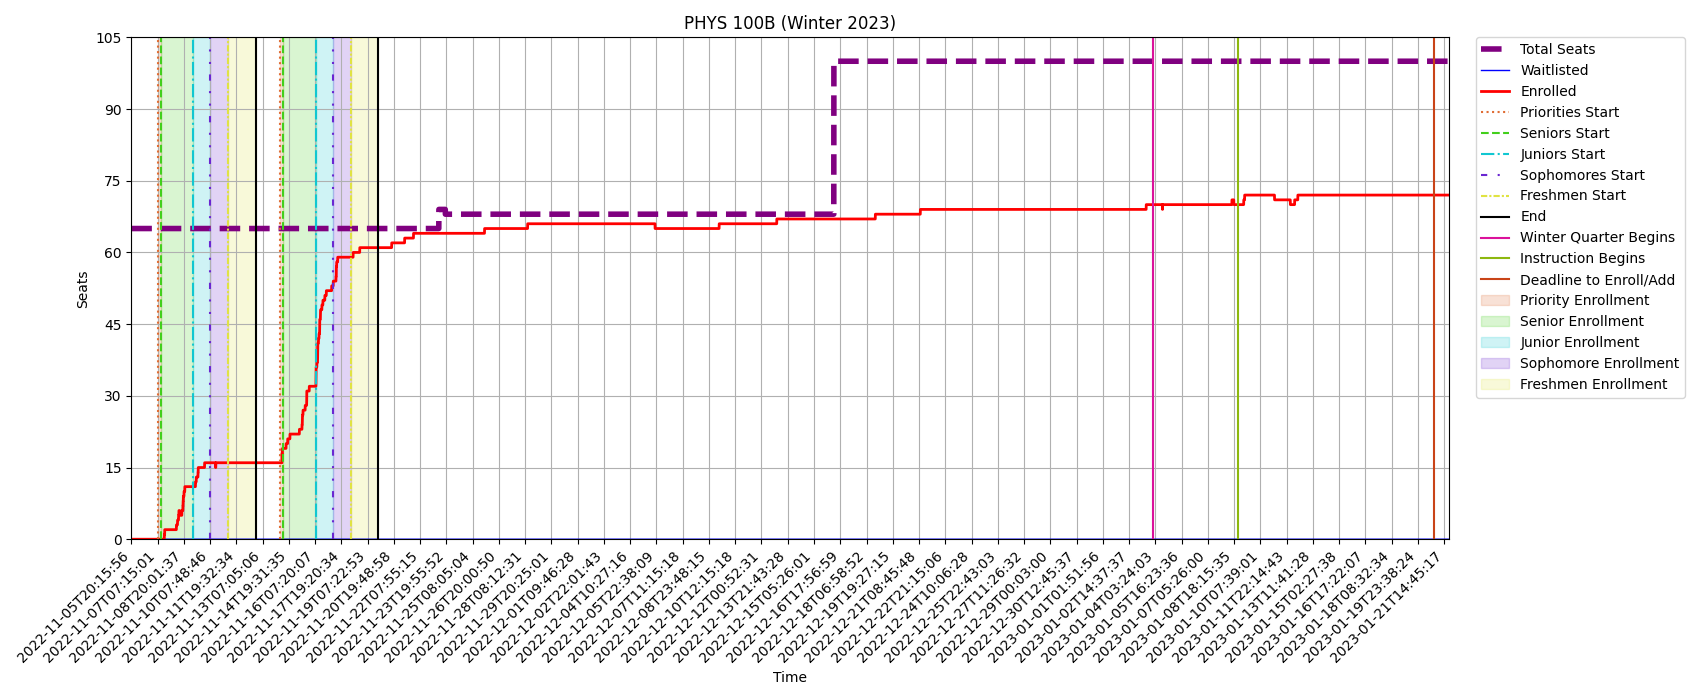 PHYS 100B (Winter 2023)
105
90
75
60
45
30
15
0
Seats
2022-11-05T20:15:56
2022-11-07T07:15:01
2022-11-08T20:01:37
2022-11-10T07:48:46
2022-11-11T19:32:34
2022-11-13T07:05:06
2022-11-14T19:31:35
2022-11-16T07:20:07
2022-11-17T19:20:34
2022-11-19T07:22:53
2022-11-20T19:48:58
2022-11-22T07:55:15
2022-11-23T19:55:52
2022-11-25T08:05:04
2022-11-26T20:00:50
2022-11-28T08:12:31
2022-11-29T20:25:01
2022-12-01T09:46:28
2022-12-02T22:01:43
2022-12-04T10:27:16
2022-12-05T22:38:09
2022-12-07T11:15:18
2022-12-08T23:48:15
2022-12-10T12:15:18
2022-12-12T00:52:31
2022-12-13T13:43:28
2022-12-15T05:26:01
2022-12-16T17:56:59
2022-12-18T06:58:52
2022-12-19T19:27:15
2022-12-21T08:45:48
2022-12-22T21:15:06
2022-12-24T10:06:28
2022-12-25T22:43:03
2022-12-27T11:26:32
2022-12-29T00:03:00
2022-12-30T12:45:37
2023-01-01T01:51:56
2023-01-02T14:37:37
2023-01-04T03:24:03
2023-01-05T16:23:36
2023-01-07T05:26:00
2023-01-08T18:15:35
2023-01-10T07:39:01
2023-01-11T22:14:43
2023-01-13T11:41:28
2023-01-15T02:27:38
2023-01-16T17:22:07
2023-01-18T08:32:34
2023-01-19T23:38:24
2023-01-21T14:45:17
Time
Total Seats
Waitlisted
Enrolled
Priorities Start
Seniors Start
Juniors Start
Sophomores Start
Freshmen Start
End
Winter Quarter Begins
Instruction Begins
Deadline to Enroll/Add
Priority Enrollment
Senior Enrollment
Junior Enrollment
Sophomore Enrollment
Freshmen Enrollment